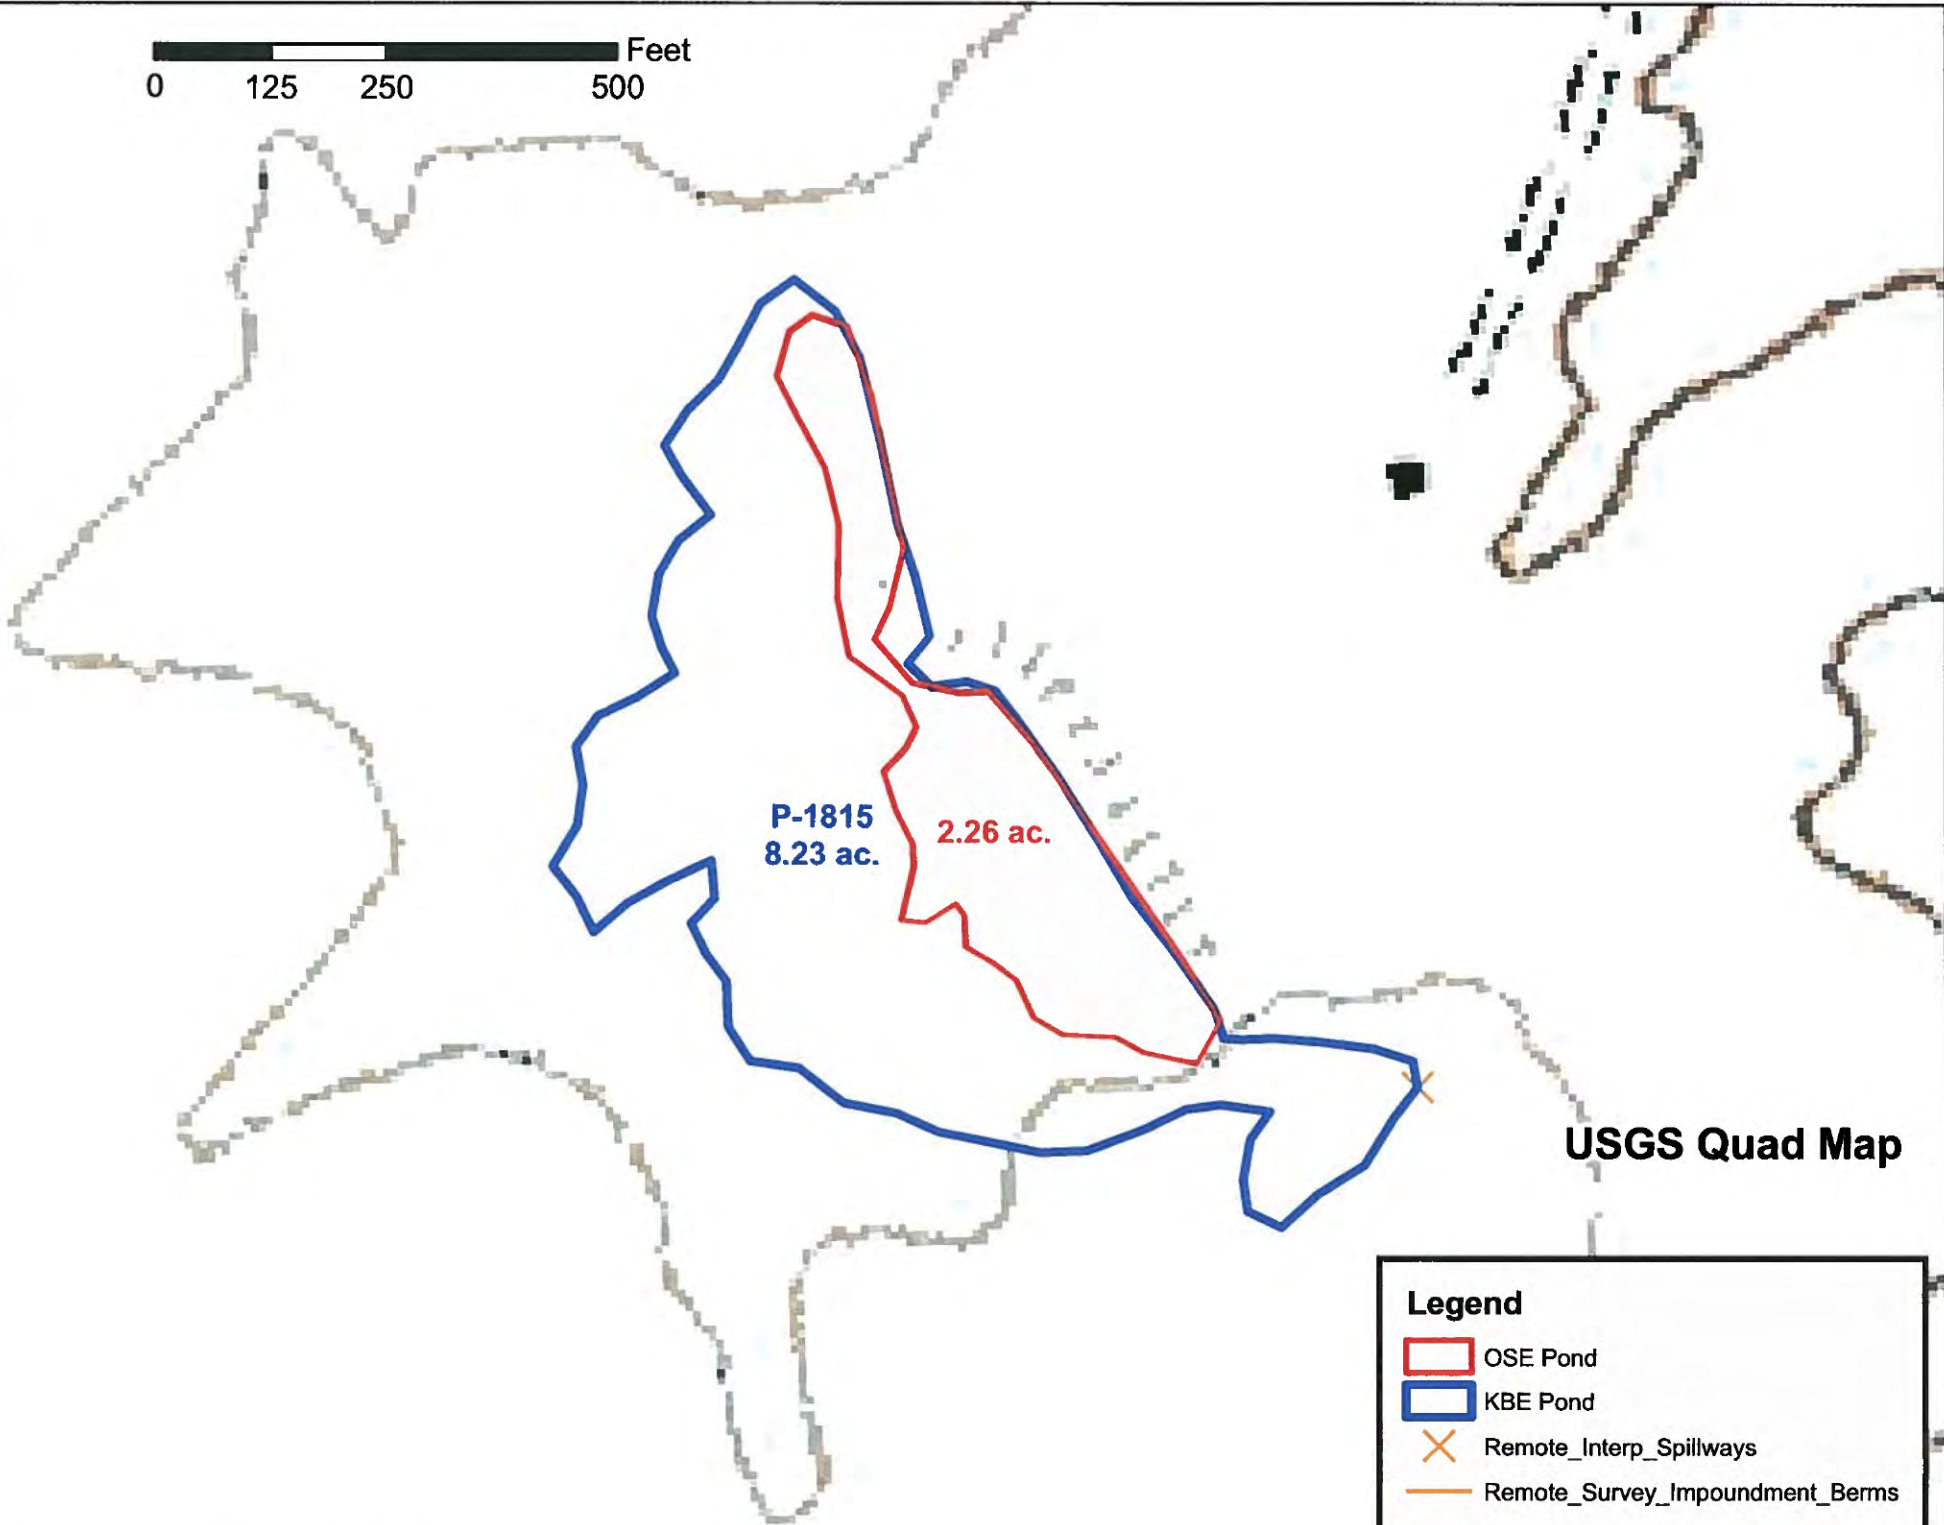 Feet
0 125 250 500
P-1815
8.23 ac.
2.26 ac.
USGS Quad Map
Legend
OSE Pond
KBE Pond
Remote_Interp_Spillways
Remote_Survey_Impoundment_Berms